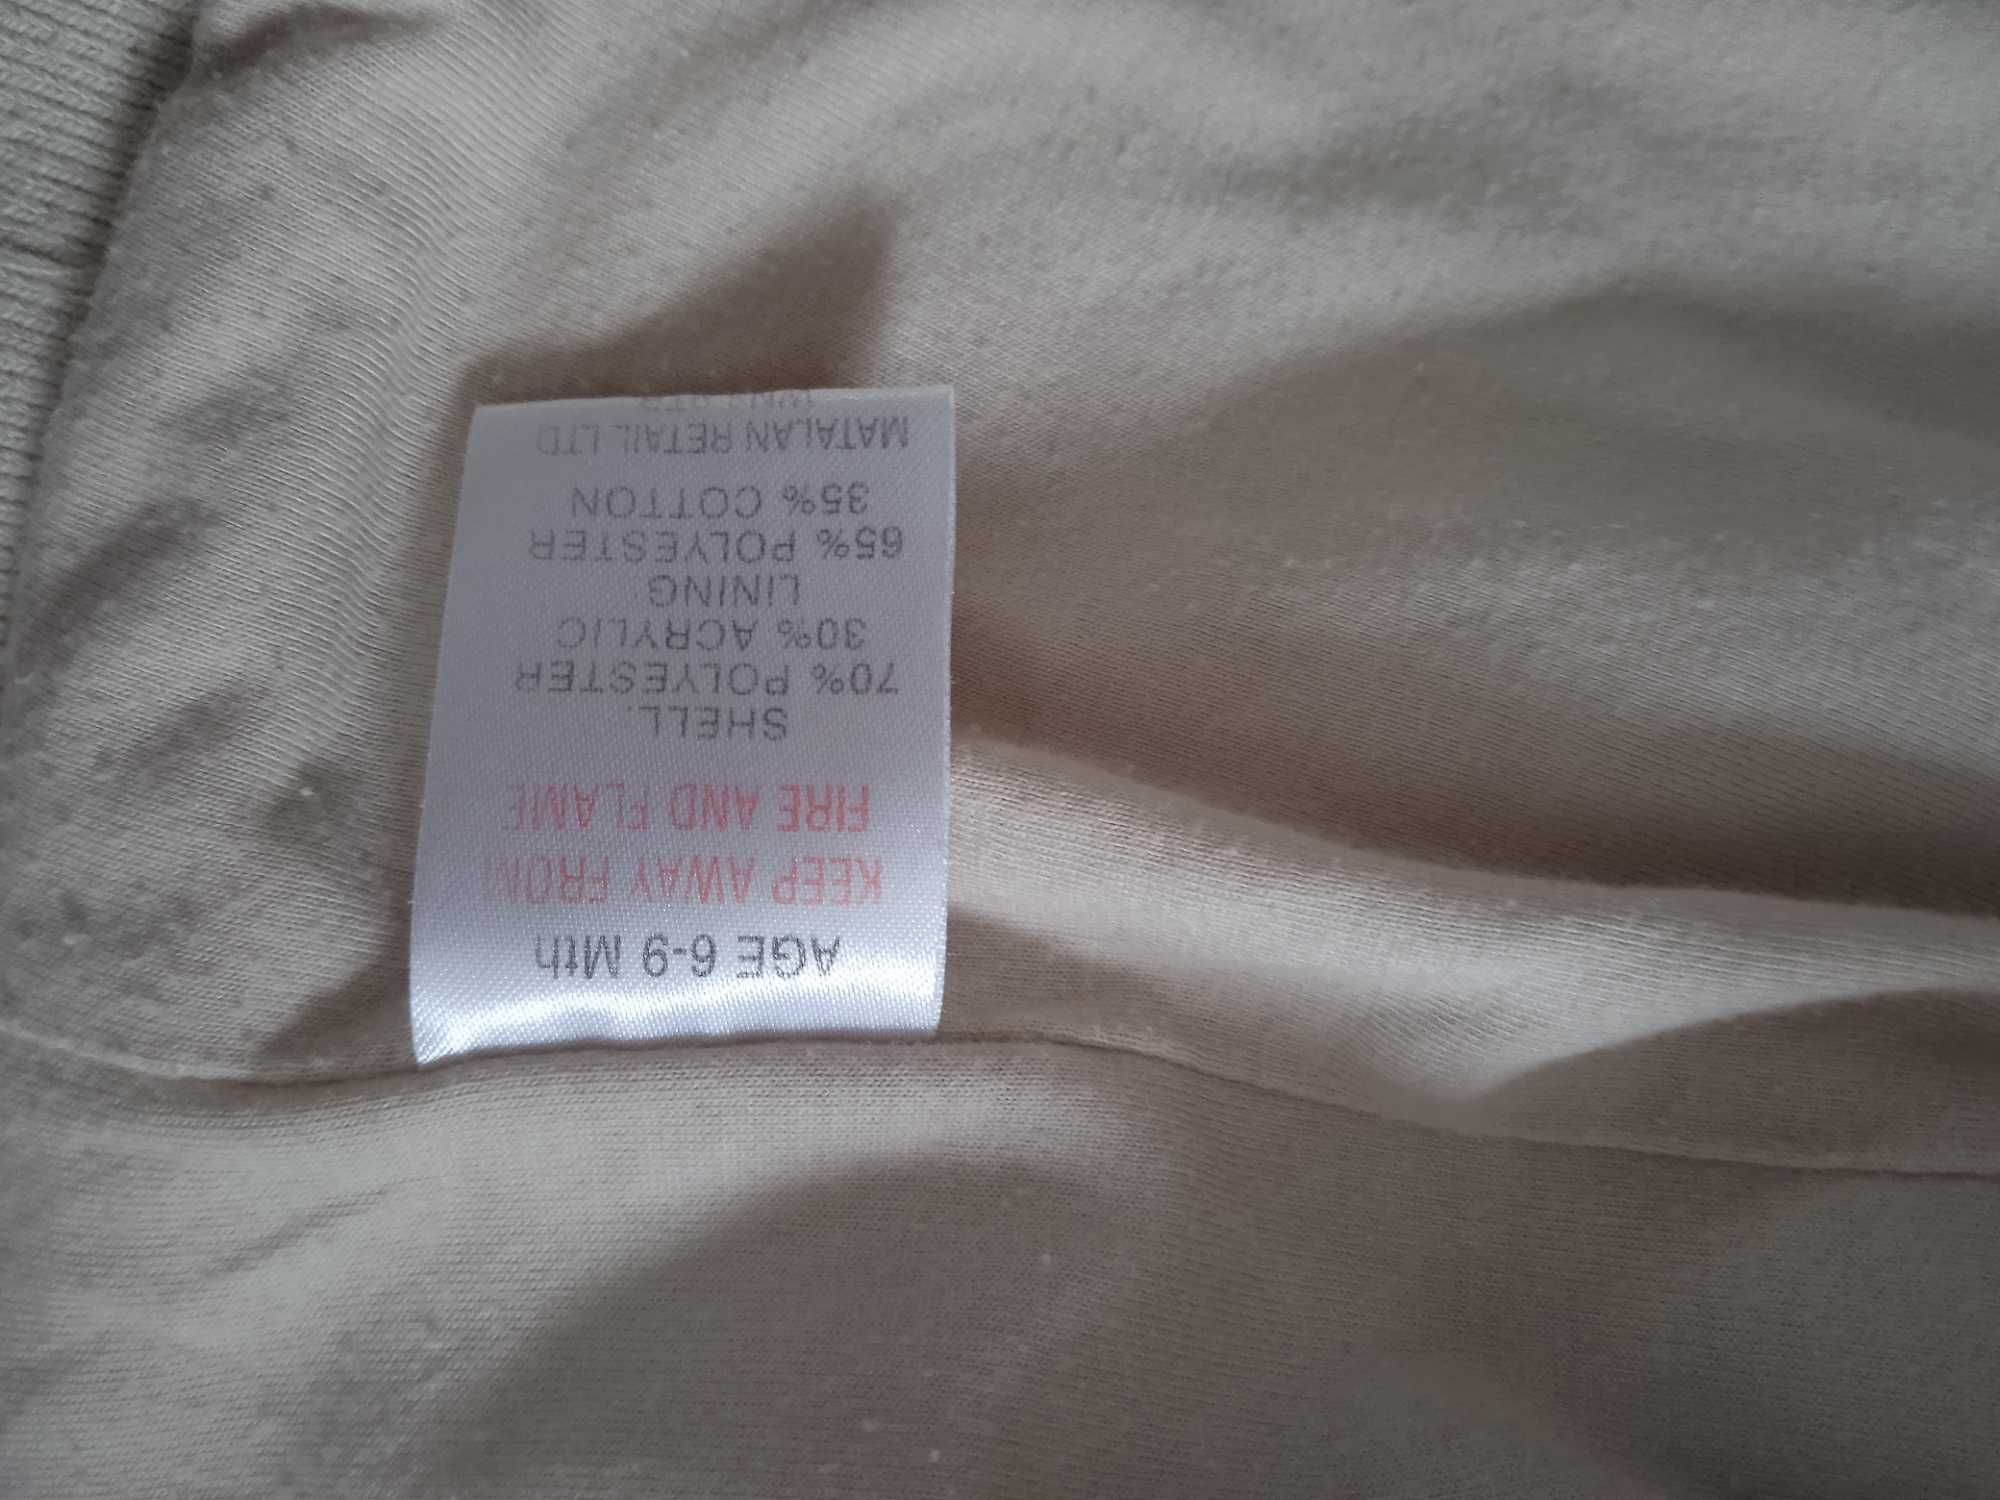 AGE 6-9 Mth
KEEP AWAY FROM
FIRE AND FLAME
SHELL.
70% POLYESTER
30% ACRYLIC
LINING
65% POLYESTER
35% COTTON
MATALAN RETAIL LTD